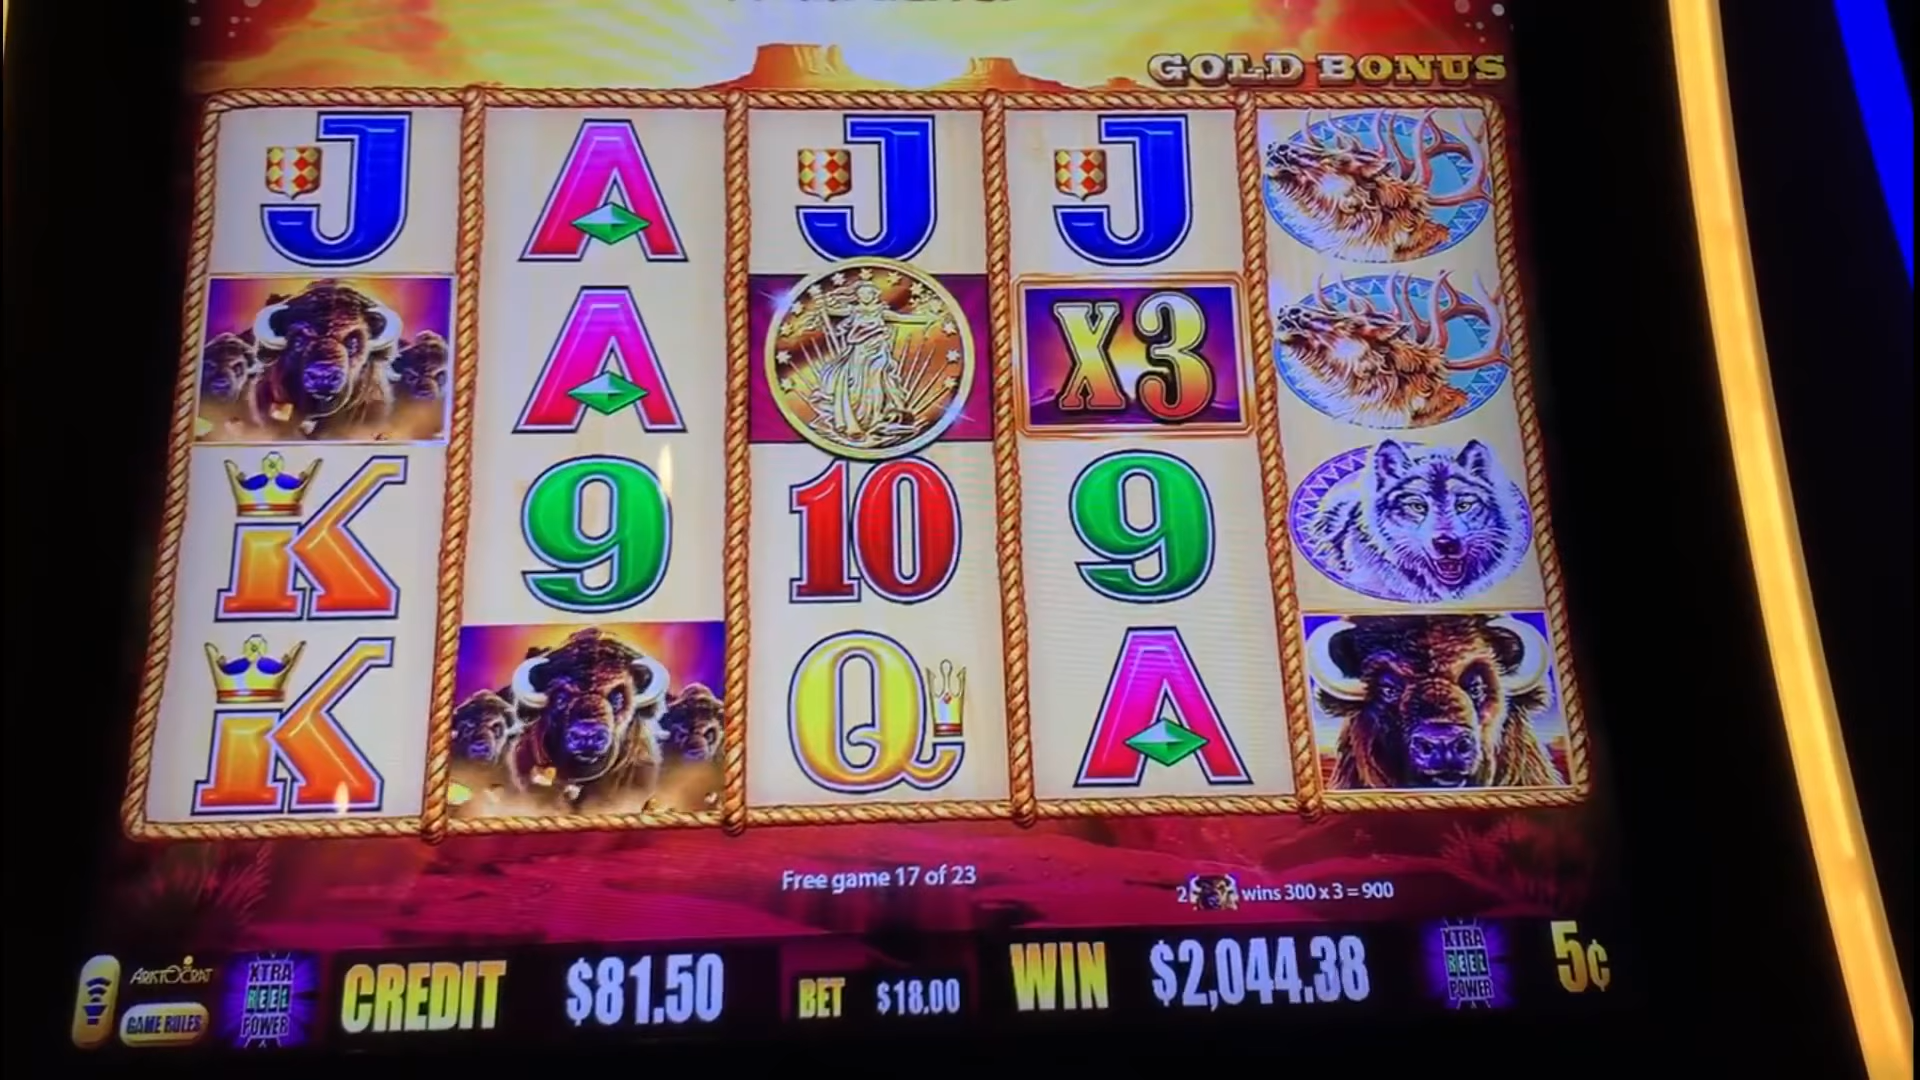 GOLD BONUS
J A J J
A X3
K 9 10 9
K Q A
Free game 17 of 23
2 wins 300 x 3 = 900
ARISTOCRAT
GAME RULES
XTRA
REEL
POWER
CREDIT $81.50 BET $18.00 WIN $2,044.38
XTRA
REEL
POWER
5¢